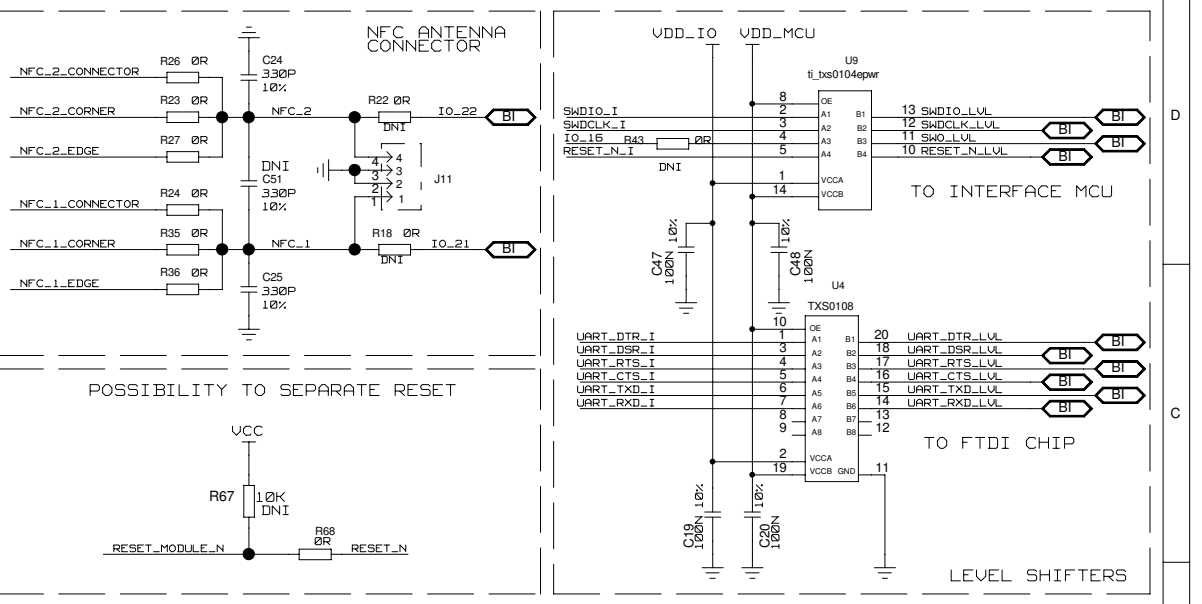 NFC ANTENNA
CONNECTOR
R26 0R
NFC_2_CONNECTOR
C24
330P
10%
R23 0R
NFC_2_CORNER
NFC_2
R22 0R
DNI
IO_22
BI
R27 0R
NFC_2_EDGE
DNI
C51
330P
10%
4 4
3 3
2 2
1 1
J11
R24 0R
NFC_1_CONNECTOR
R35 0R
NFC_1_CORNER
NFC_1
R18 0R
DNI
IO_21
BI
R36 0R
NFC_1_EDGE
C25
330P
10%
POSSIBILITY TO SEPARATE RESET
VCC
R67
10K
DNI
RESET_MODULE_N
R68
0R
RESET_N
VDD_IO VDD_MCU
U9
ti_txs0104epwr
8 OE
SWDIO_I 2 A1 B1 13 SWDIO_LVL BI
SWDCLK_I 3 A2 B2 12 SWDCLK_LVL BI
IO_16 R43 0R 4 A3 B3 11 SWO_LVL BI
RESET_N_I 5 A4 B4 10 RESET_N_LVL BI
DNI
1 VCCA
14 VCCB
TO INTERFACE MCU
C47
100N
10%
C48
100N
10%
U4
TXS0108
10 OE
UART_DTR_I 1 A1 B1 20 UART_DTR_LVL BI
UART_DSR_I 3 A2 B2 18 UART_DSR_LVL BI
UART_RTS_I 4 A3 B3 17 UART_RTS_LVL BI
UART_CTS_I 5 A4 B4 16 UART_CTS_LVL BI
UART_TXD_I 6 A5 B5 15 UART_TXD_LVL BI
UART_RXD_I 7 A6 B6 14 UART_RXD_LVL BI
8 A7 B7 13
9 A8 B8 12
TO FTDI CHIP
2 VCCA
19 VCCB GND 11
C19
100N
10%
C20
100N
10%
LEVEL SHIFTERS
D
C